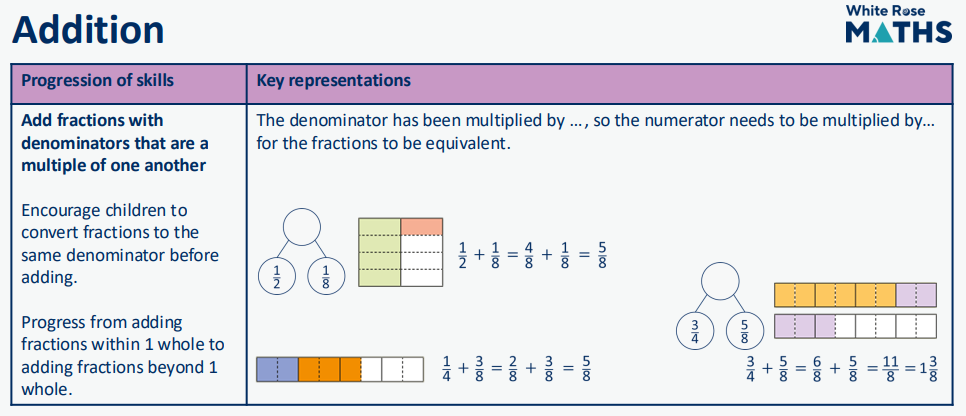 Addition
White Rose
MATHS
Progression of skills
Key representations
Add fractions with
denominators that are a
multiple of one another
Encourage children to
convert fractions to the
same denominator before
adding.
Progress from adding
fractions within 1 whole to
adding fractions beyond 1
whole.
The denominator has been multiplied by …, so the numerator needs to be multiplied by…
for the fractions to be equivalent.
1/2 1/8
1/2 + 1/8 = 4/8 + 1/8 = 5/8
1/4 + 3/8 = 2/8 + 3/8 = 5/8
3/4 5/8
3/4 + 5/8 = 6/8 + 5/8 = 11/8 = 1 3/8